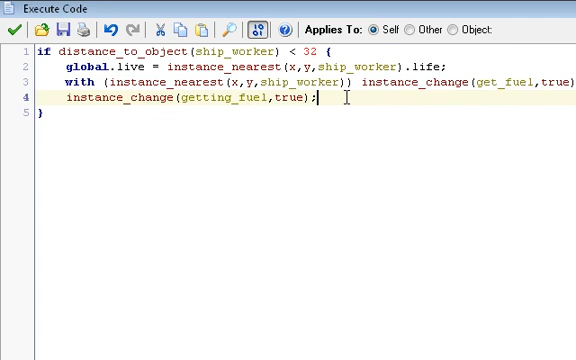 Execute Code
Applies To: Self Other Object:
1 if distance_to_object(ship_worker) < 32 {
2 global.live = instance_nearest(x,y,ship_worker).life;
3 with (instance_nearest(x,y,ship_worker)) instance_change(get_fuel,true)
4 instance_change(getting_fuel,true);
5 }